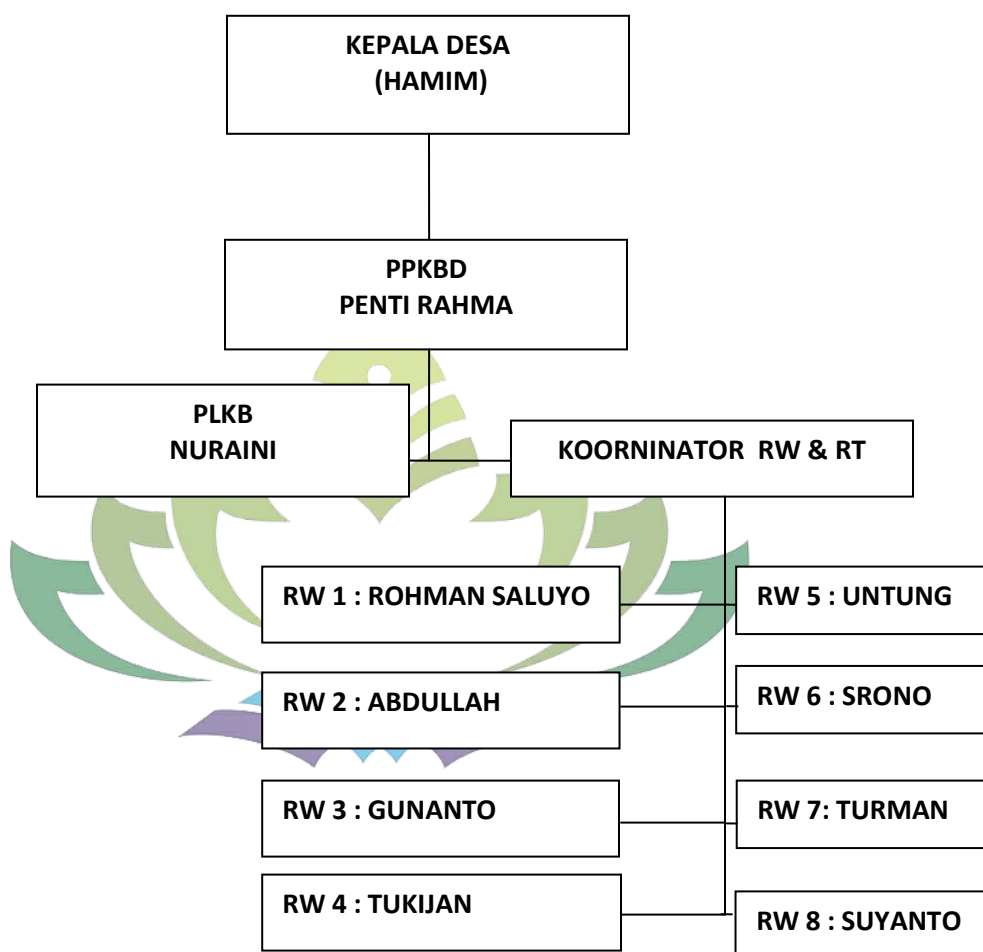 KEPALA DESA
(HAMIM)
PPKBD
PENTI RAHMA
PLKB
NURAINI
KOORNINATOR  RW & RT
RW 1 : ROHMAN SALUYO
RW 5 : UNTUNG
RW 2 : ABDULLAH
RW 6 : SRONO
RW 3 : GUNANTO
RW 7: TURMAN
RW 4 : TUKIJAN
RW 8 : SUYANTO